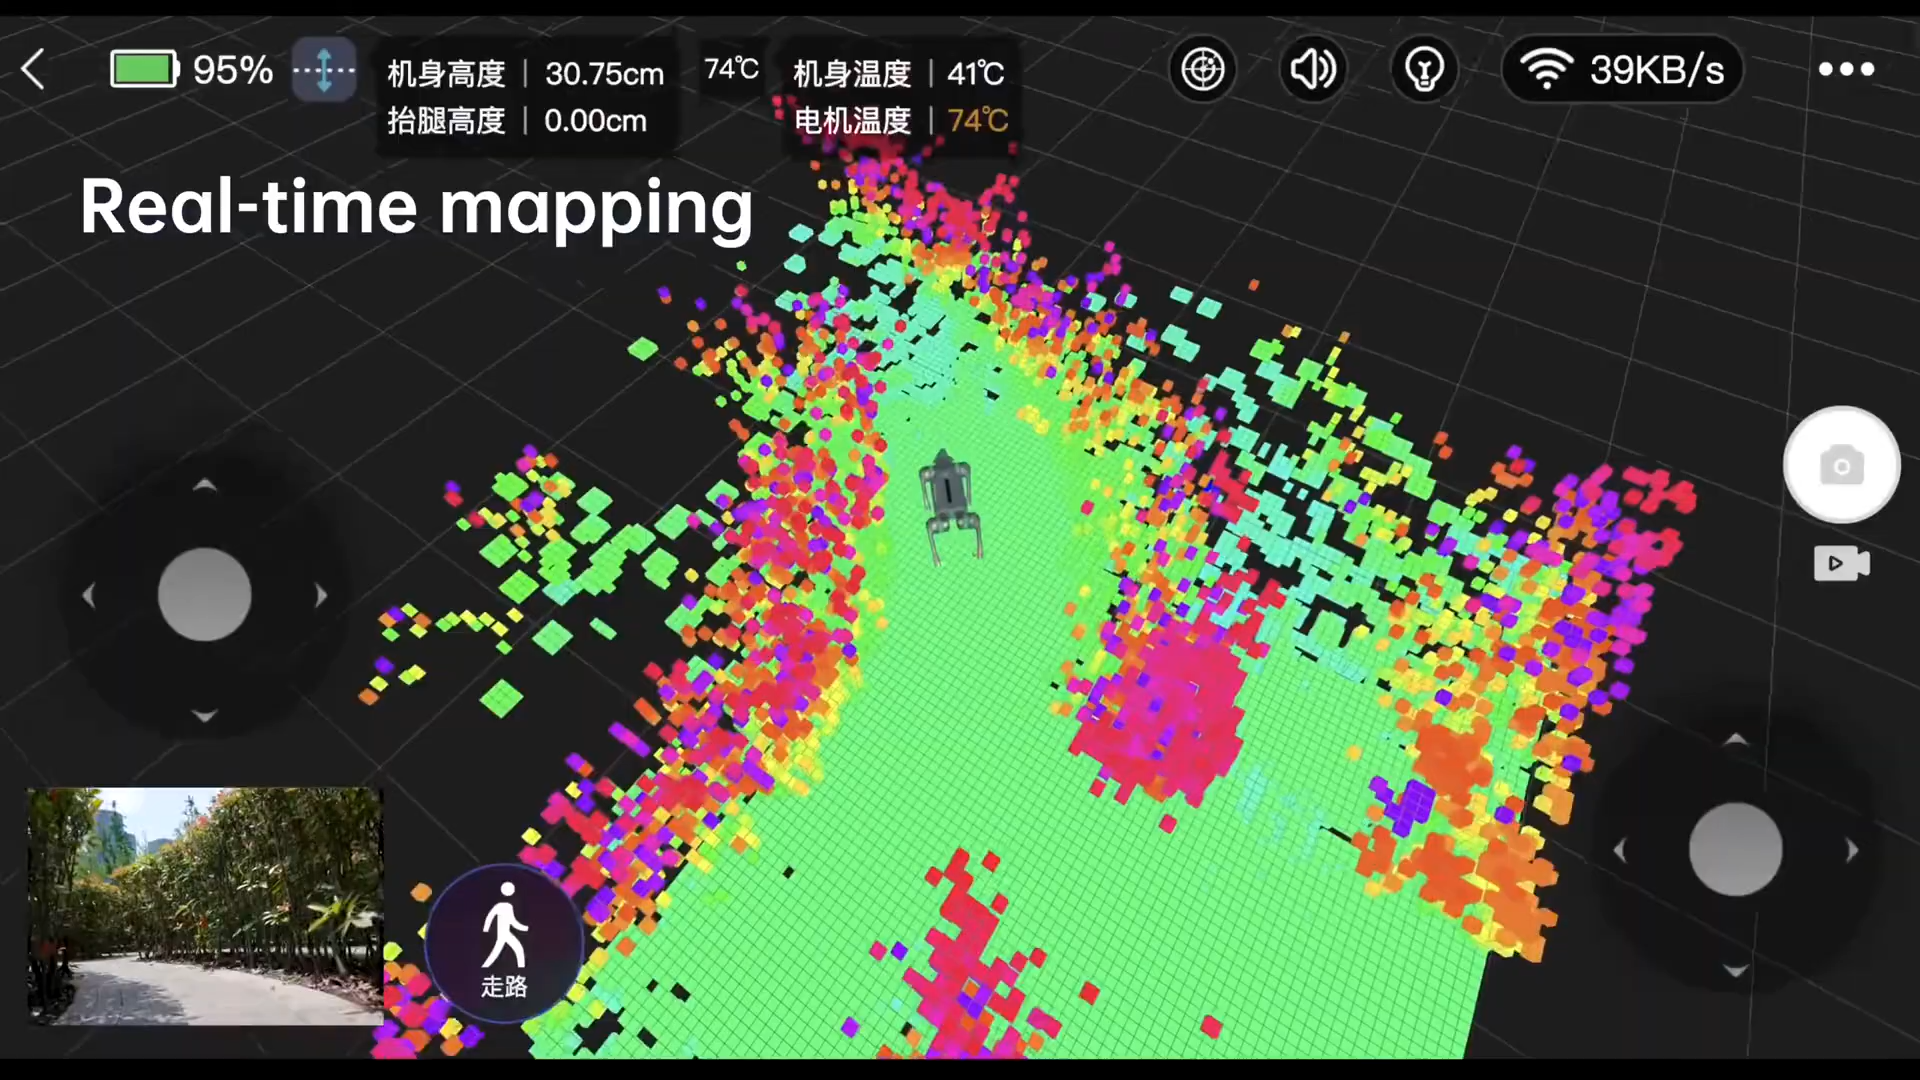 95%
机身高度 | 30.75cm
抬腿高度 | 0.00cm
74℃
机身温度 | 41℃
电机温度 | 74℃
39KB/s
Real-time mapping
走路